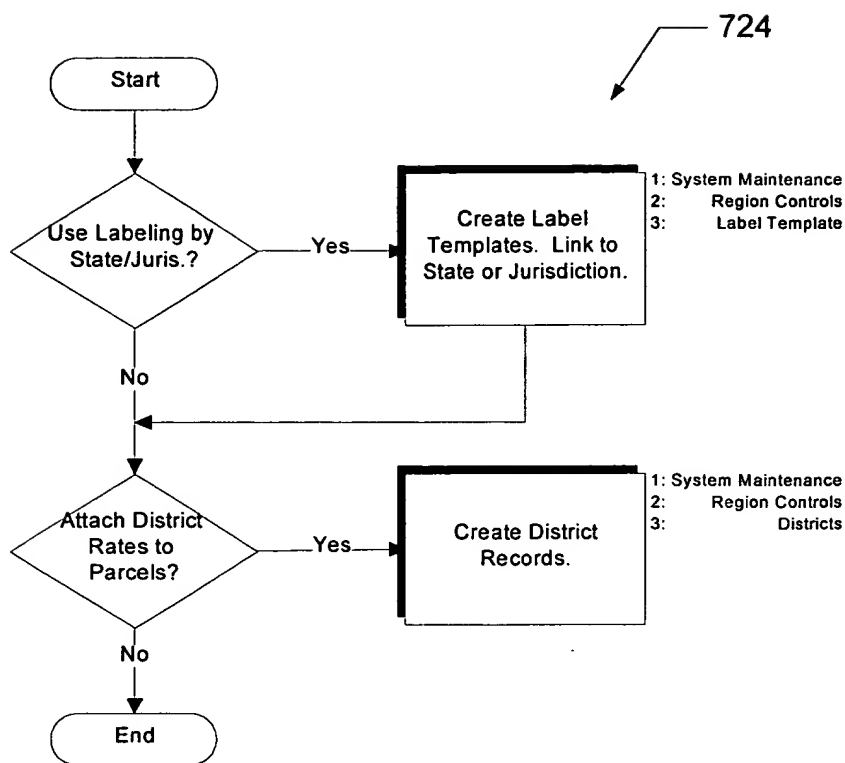 724
Start
Use Labeling by
State/Juris.?
Yes
Create Label
Templates. Link to
State or Jurisdiction.
1: System Maintenance
2: Region Controls
3: Label Template
No
Attach District
Rates to
Parcels?
Yes
Create District
Records.
1: System Maintenance
2: Region Controls
3: Districts
No
End